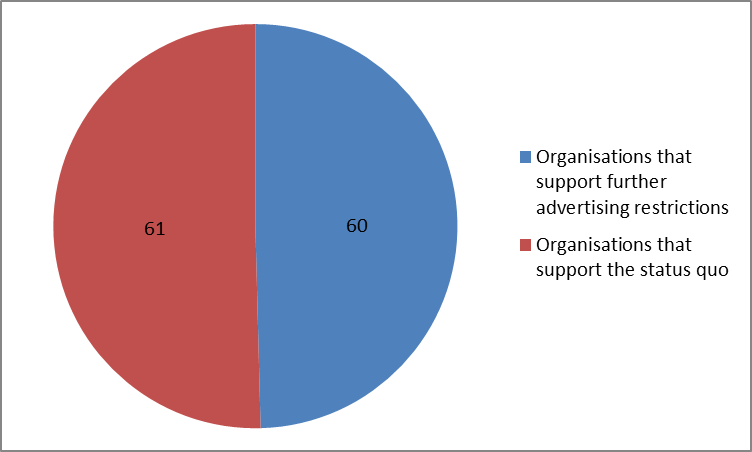 61
60
Organisations that
support further
advertising restrictions
Organisations that
support the status quo